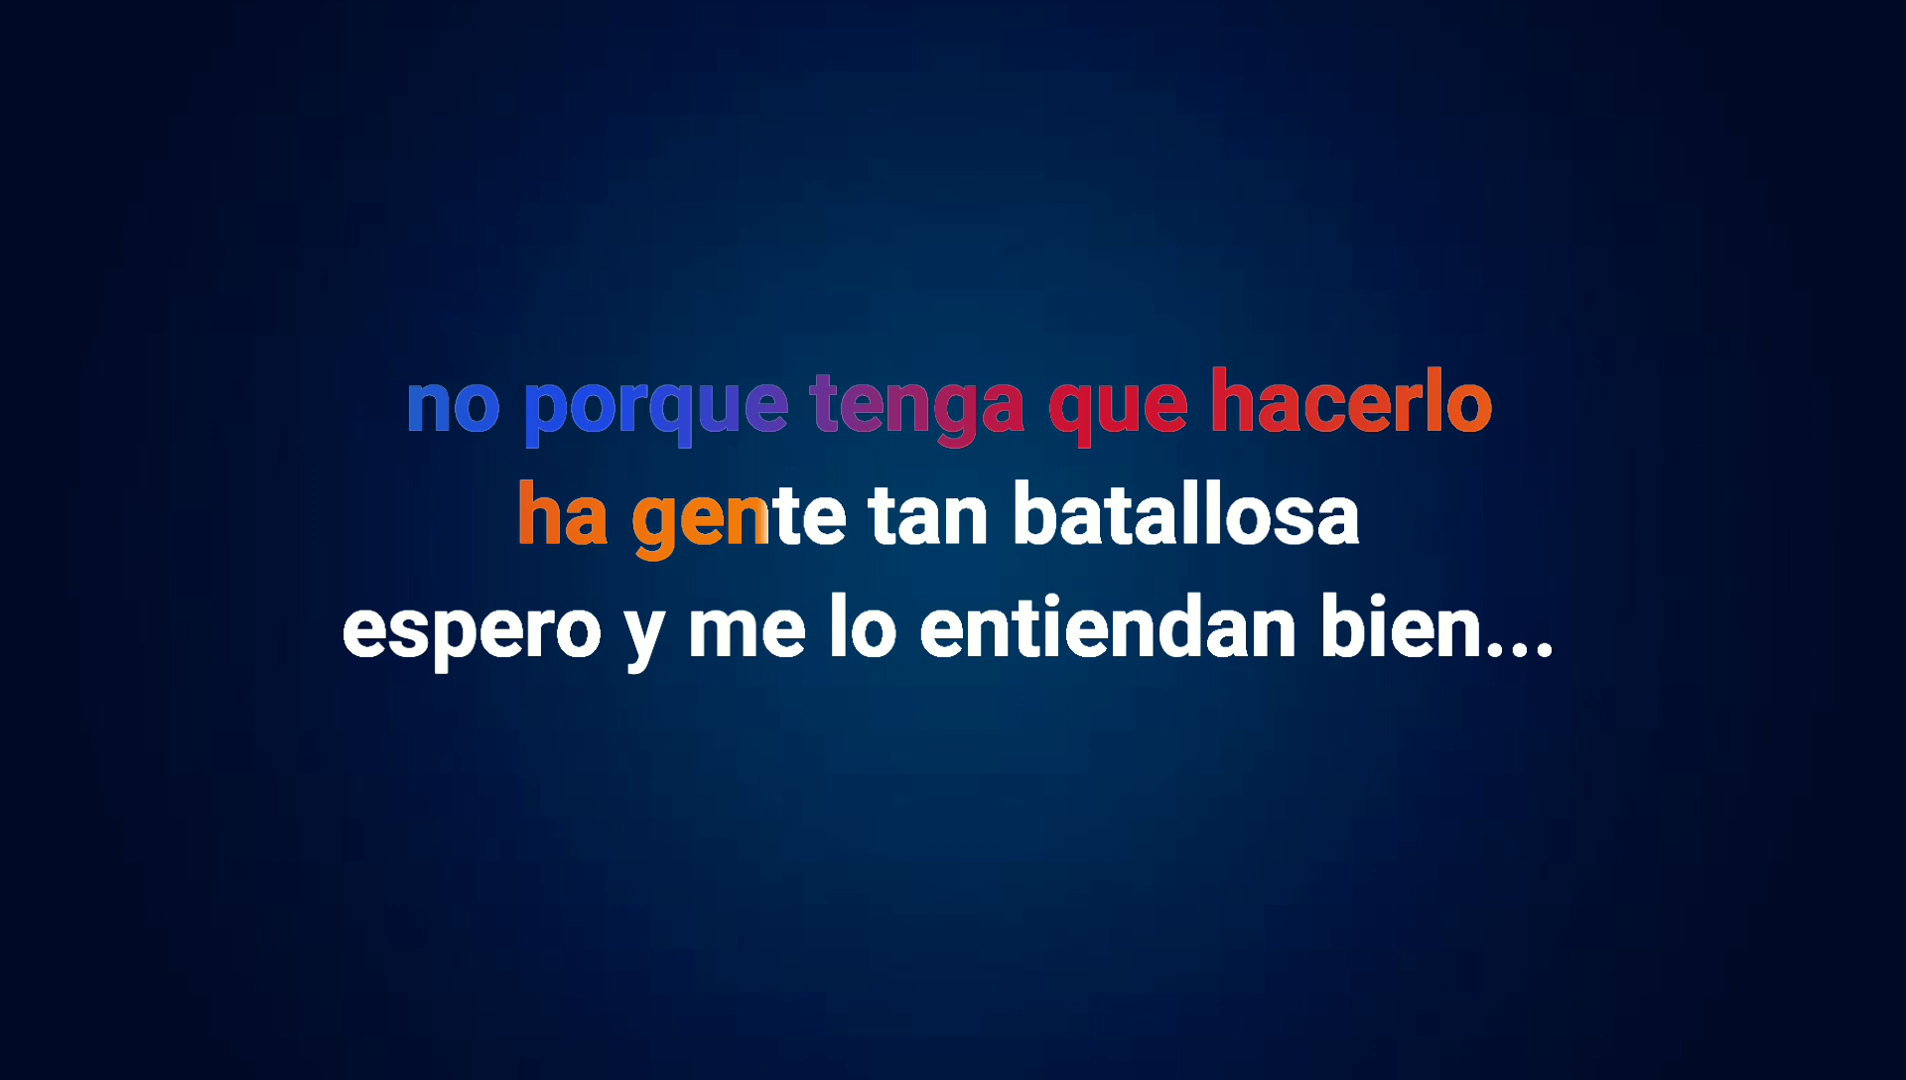 no porque tenga que hacerlo
ha gente tan batallosa
espero y me lo entiendan bien...